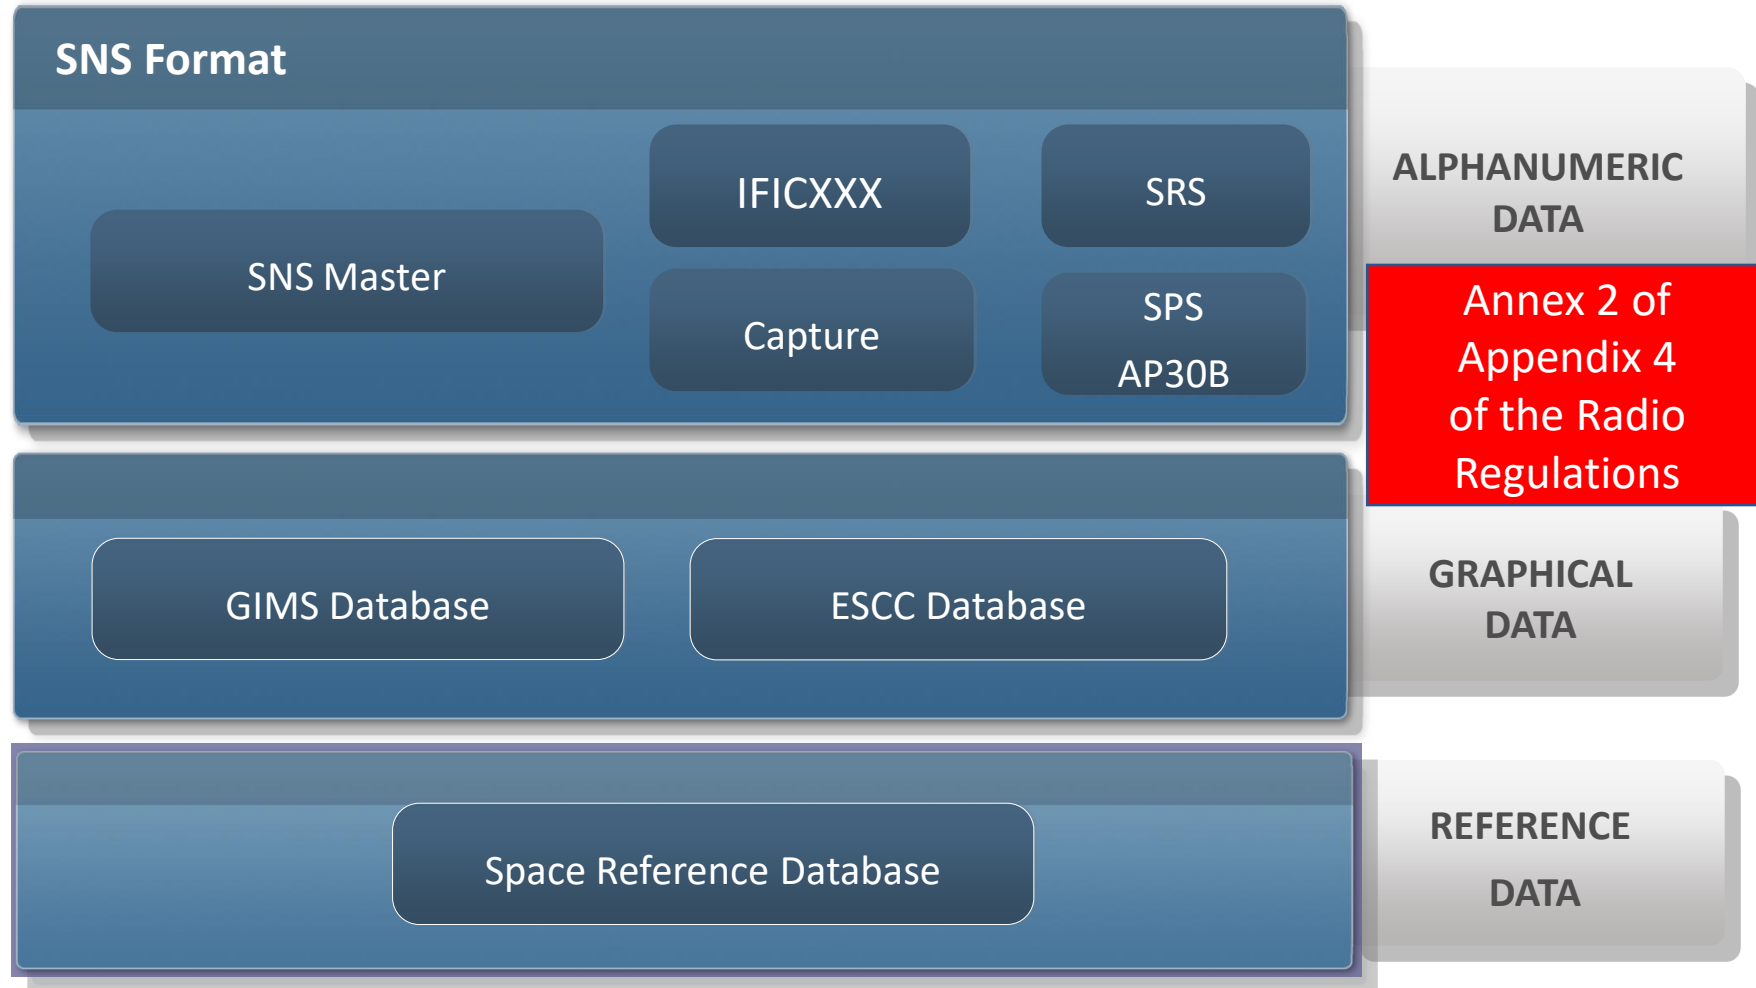 SNS Format
SNS Master
IFICXXX
SRS
Capture
SPS
AP30B
ALPHANUMERIC
DATA
Annex 2 of
Appendix 4
of the Radio
Regulations
GIMS Database
ESCC Database
GRAPHICAL
DATA
Space Reference Database
REFERENCE
DATA